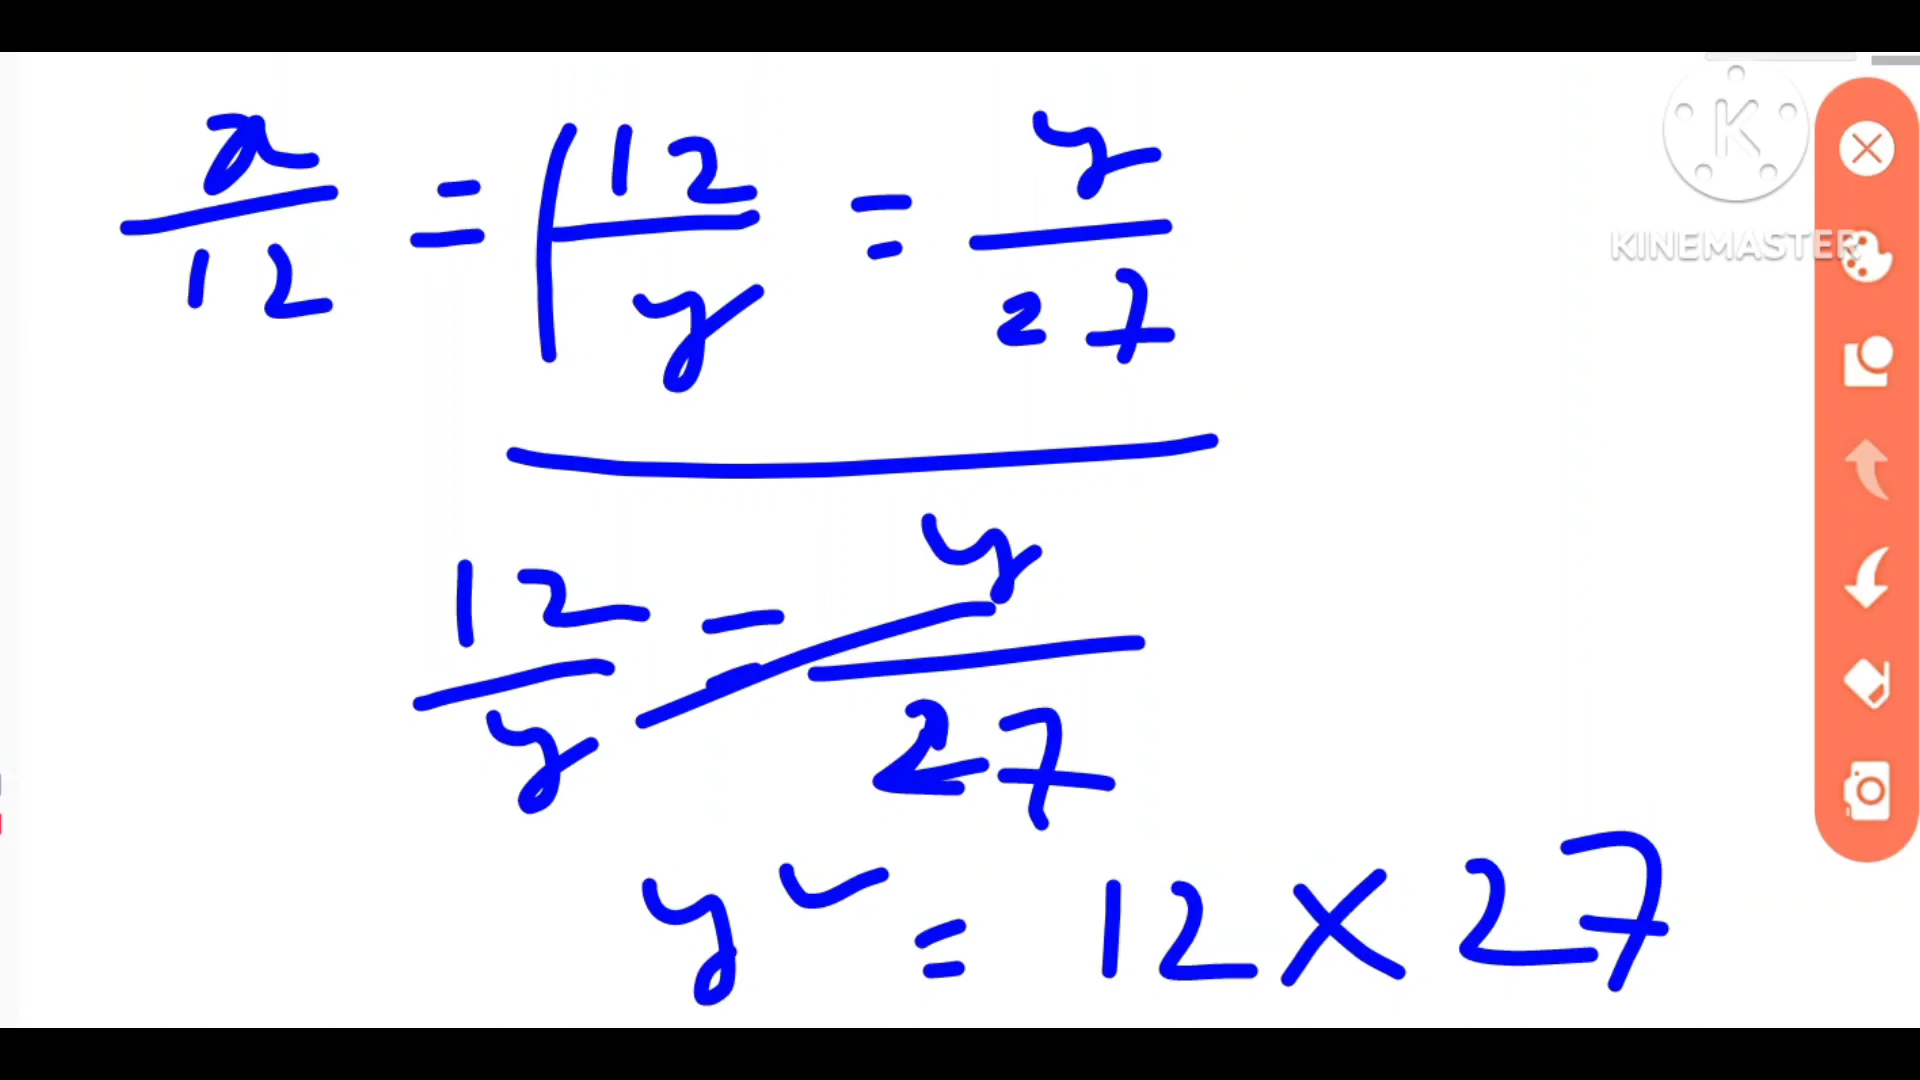 x/12 = 12/y = y/27
KINEMASTER
12/y = y/27
y² = 12 × 27